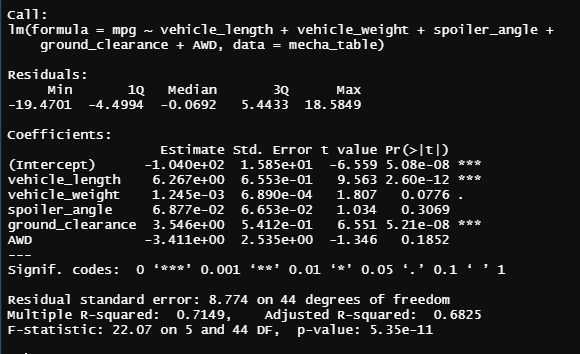 Call:
lm(formula = mpg ~ vehicle_length + vehicle_weight + spoiler_angle +
    ground_clearance + AWD, data = mecha_table)

Residuals:
     Min       1Q   Median       3Q      Max
-19.4701  -4.4994  -0.0692   5.4433  18.5849

Coefficients:
                   Estimate Std. Error t value Pr(>|t|)
(Intercept)      -1.040e+02  1.585e+01  -6.559 5.08e-08 ***
vehicle_length    6.267e+00  6.553e-01   9.563 2.60e-12 ***
vehicle_weight    1.245e-03  6.890e-04   1.807   0.0776 .
spoiler_angle     6.877e-02  6.653e-02   1.034   0.3069
ground_clearance  3.546e+00  5.412e-01   6.551 5.21e-08 ***
AWD              -3.411e+00  2.535e+00  -1.346   0.1852
---
Signif. codes:  0 ‘***’ 0.001 ‘**’ 0.01 ‘*’ 0.05 ‘.’ 0.1 ‘ ’ 1

Residual standard error: 8.774 on 44 degrees of freedom
Multiple R-squared:  0.7149,	Adjusted R-squared:  0.6825
F-statistic: 22.07 on 5 and 44 DF,  p-value: 5.35e-11